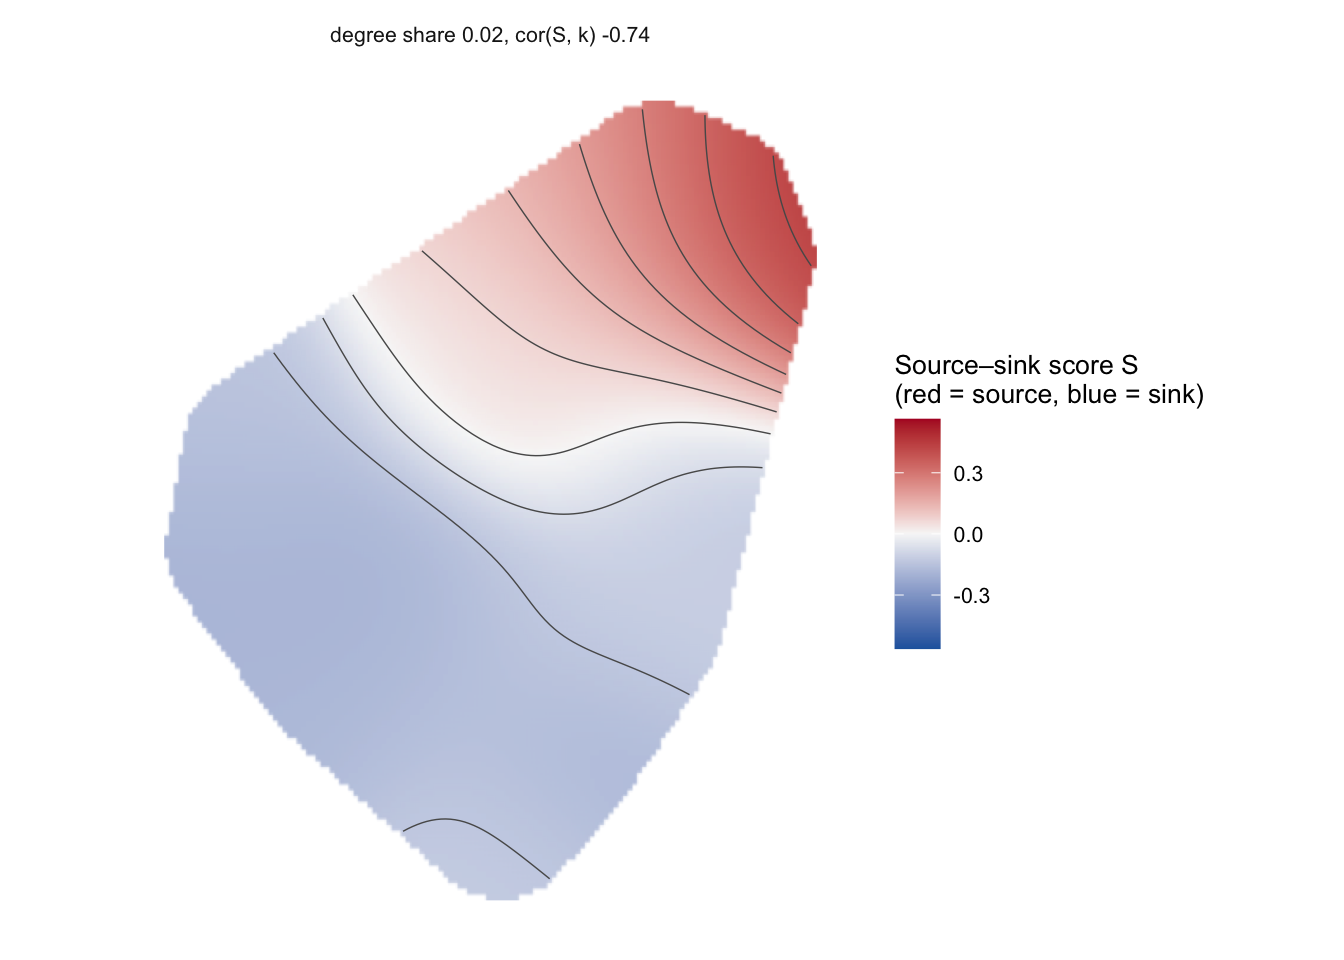 degree share 0.02, cor(S, k) -0.74
Source–sink score S
(red = source, blue = sink)
0.3
0.0
-0.3